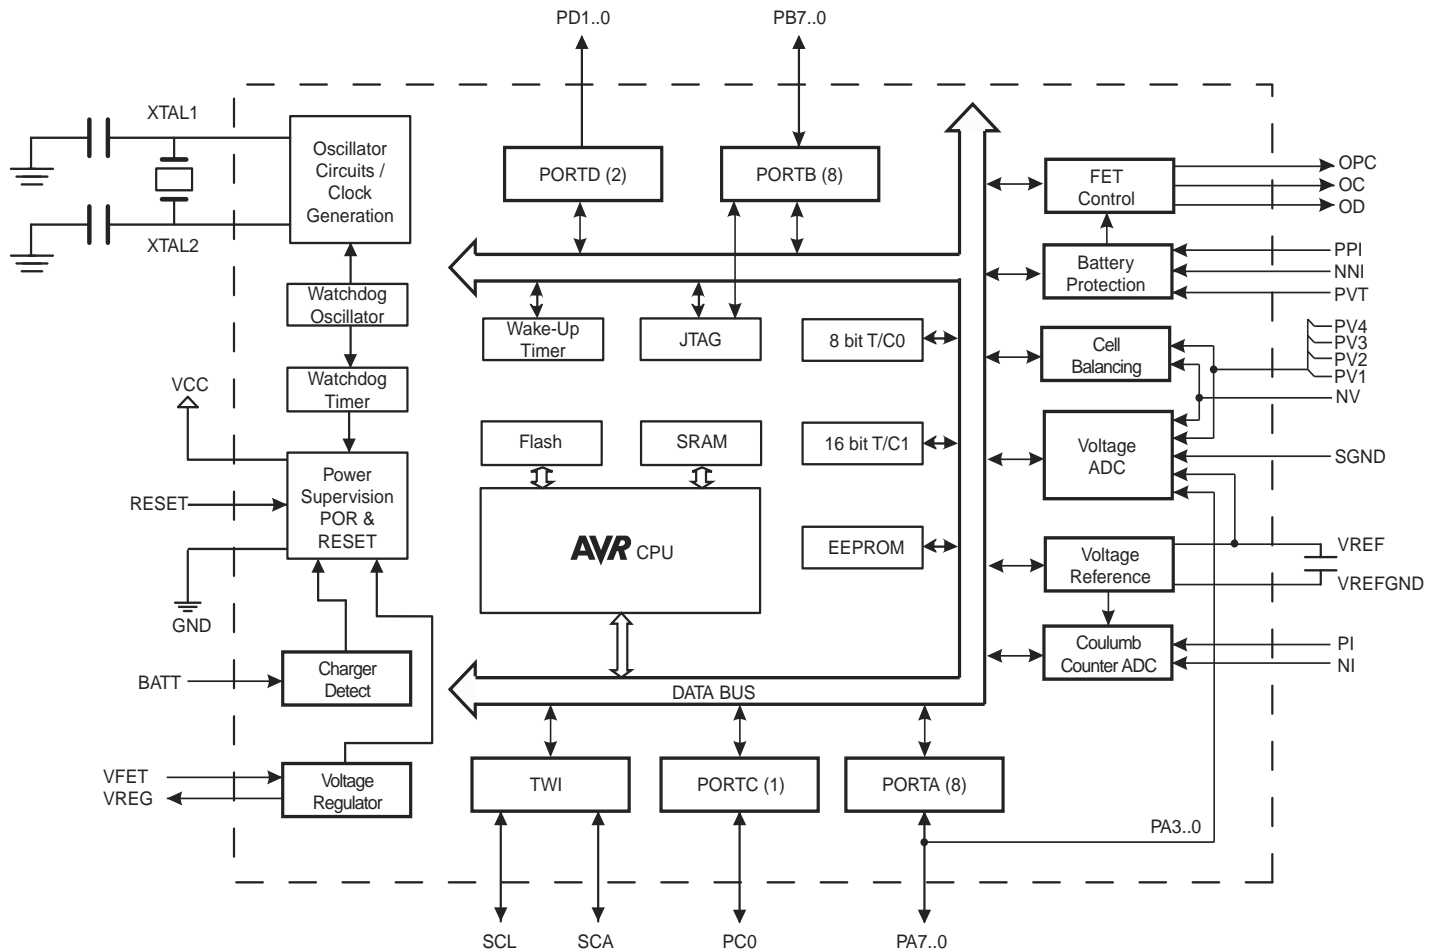 PD1..0
PB7..0
XTAL1
XTAL2
Oscillator
Circuits /
Clock
Generation
PORTD (2)
PORTB (8)
FET
Control
OPC
OC
OD
Battery
Protection
PPI
NNI
PVT
Watchdog
Oscillator
Wake-Up
Timer
JTAG
8 bit T/C0
Cell
Balancing
PV4
PV3
PV2
PV1
NV
VCC
Watchdog
Timer
Flash
SRAM
16 bit T/C1
Voltage
ADC
SGND
RESET
Power
Supervision
POR &
RESET
AVR CPU
EEPROM
Voltage
Reference
VREF
VREFGND
GND
BATT
Charger
Detect
Coulumb
Counter ADC
PI
NI
DATA BUS
VFET
VREG
Voltage
Regulator
TWI
PORTC (1)
PORTA (8)
PA3..0
SCL
SCA
PC0
PA7..0